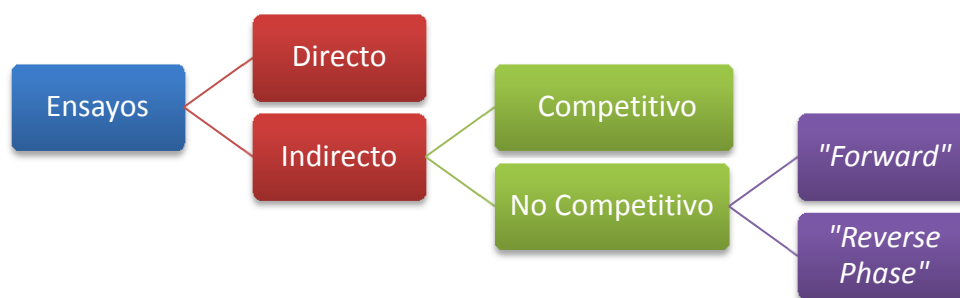 Ensayos
Directo
Indirecto
Competitivo
No Competitivo
"Forward"
"Reverse
Phase"